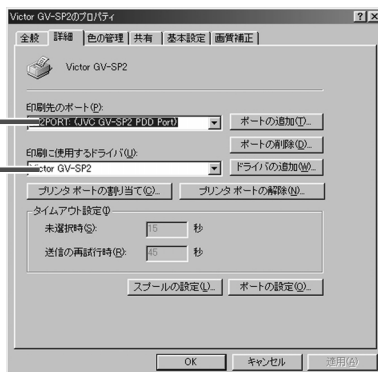 Victor GV-SP2のプロパティ
全般 詳細 色の管理 共有 基本設定 画質補正
Victor GV-SP2
印刷先のポート(P):
2PORT: (JVC GV-SP2 PDD Port) ポートの追加(T)...
ポートの削除(D)...
印刷に使用するドライバ(U):
Victor GV-SP2 ドライバの追加(W)...
プリンタ ポートの割り当て(C)... プリンタ ポートの解除(N)...
タイムアウト設定
未選択時(S): 15 秒
送信の再試行時(R): 45 秒
スプールの設定(L)... ポートの設定(O)...
OK キャンセル 適用(A)